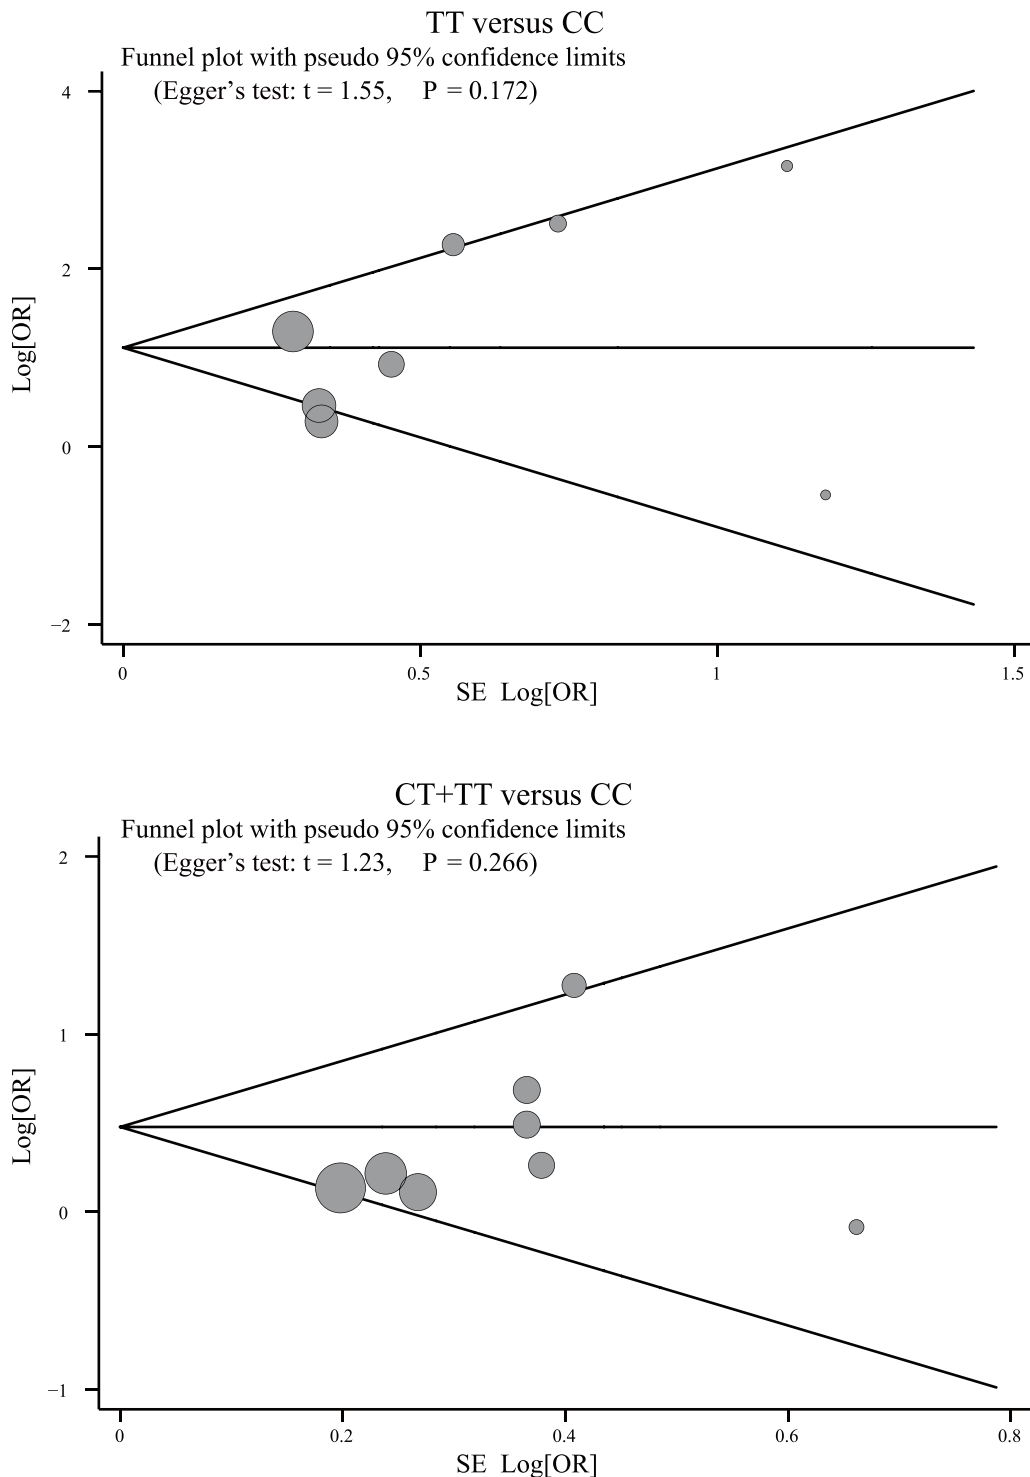 TT versus CC
Funnel plot with pseudo 95% confidence limits
(Egger’s test: t = 1.55, P = 0.172)
4
2
0
−2
Log[OR]
0 0.5 1 1.5
SE Log[OR]
CT+TT versus CC
Funnel plot with pseudo 95% confidence limits
(Egger’s test: t = 1.23, P = 0.266)
2
1
0
−1
Log[OR]
0 0.2 0.4 0.6 0.8
SE Log[OR]